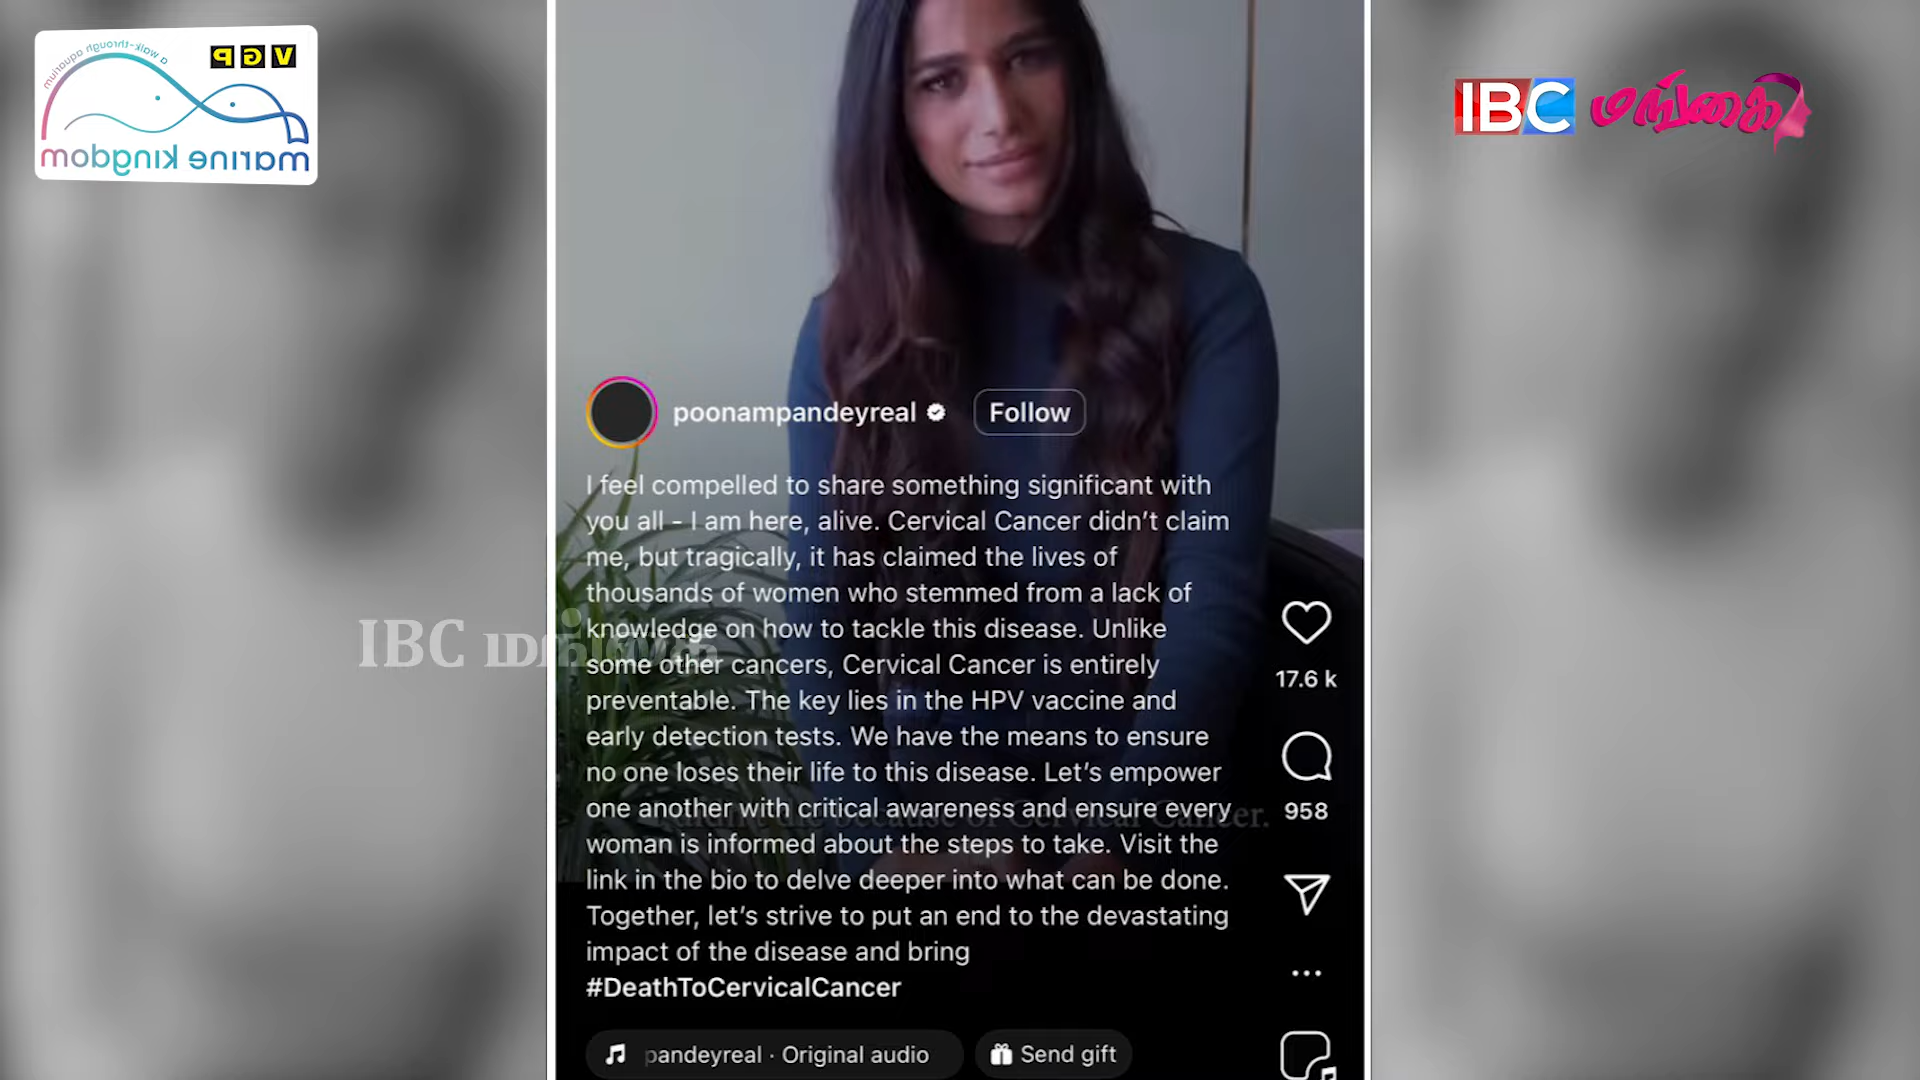 a walk-through aquarium
VGP
marine kingdom
IBC மங்கை
poonampandeyreal
Follow
I feel compelled to share something significant with
you all - I am here, alive. Cervical Cancer didn't claim
me, but tragically, it has claimed the lives of
thousands of women who stemmed from a lack of
knowledge on how to tackle this disease. Unlike
some other cancers, Cervical Cancer is entirely
preventable. The key lies in the HPV vaccine and
early detection tests. We have the means to ensure
no one loses their life to this disease. Let's empower
one another with critical awareness and ensure every
woman is informed about the steps to take. Visit the
link in the bio to delve deeper into what can be done.
Together, let's strive to put an end to the devastating
impact of the disease and bring
#DeathToCervicalCancer
17.6 k
958
IBC மங்கை
because of Cervical Cancer.
pandeyreal · Original audio
Send gift